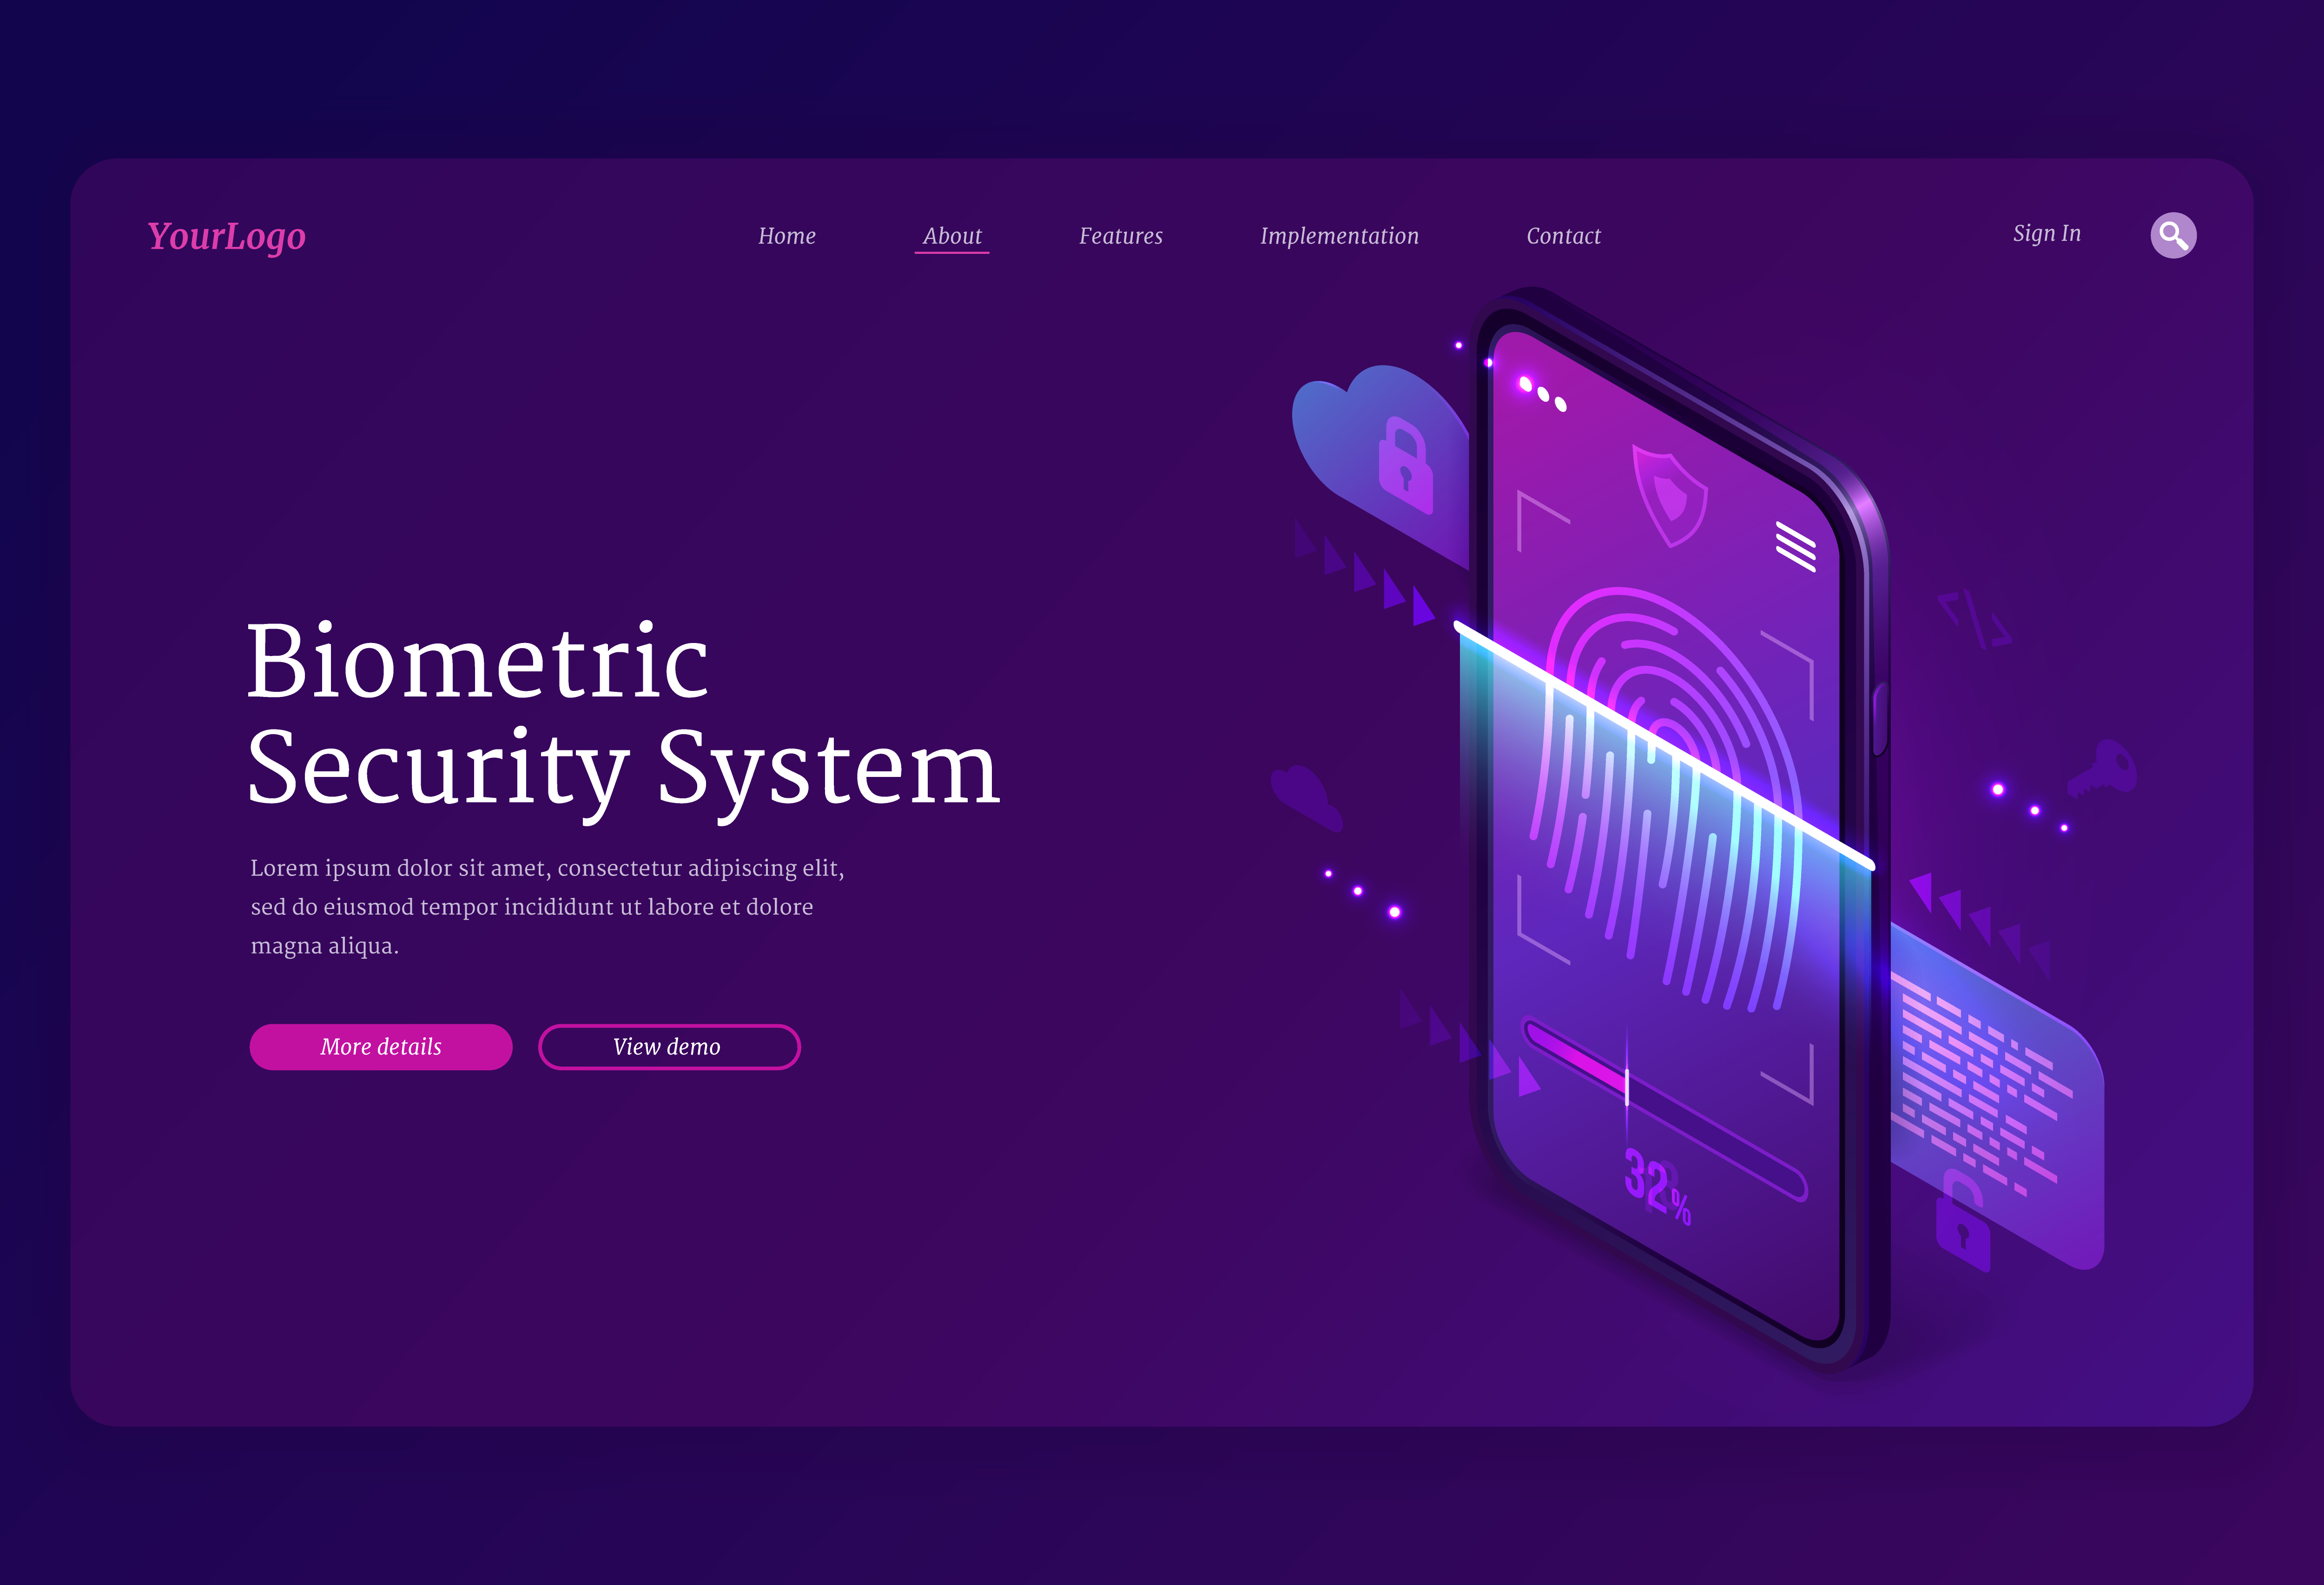 YourLogo
Home
About
Features
Implementation
Contact
Sign In
Biometric
Security System
Lorem ipsum dolor sit amet, consectetur adipiscing elit,
sed do eiusmod tempor incididunt ut labore et dolore
magna aliqua.
More details
View demo
32%